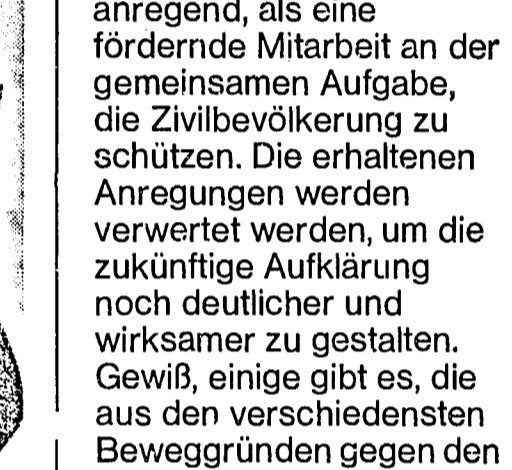 anregend, als eine
fördernde Mitarbeit an der
gemeinsamen Aufgabe,
die Zivilbevölkerung zu
schützen. Die erhaltenen
Anregungen werden
verwertet werden, um die
zukünftige Aufklärung
noch deutlicher und
wirksamer zu gestalten.
Gewiß, einige gibt es, die
aus den verschiedensten
Beweggründen gegen den